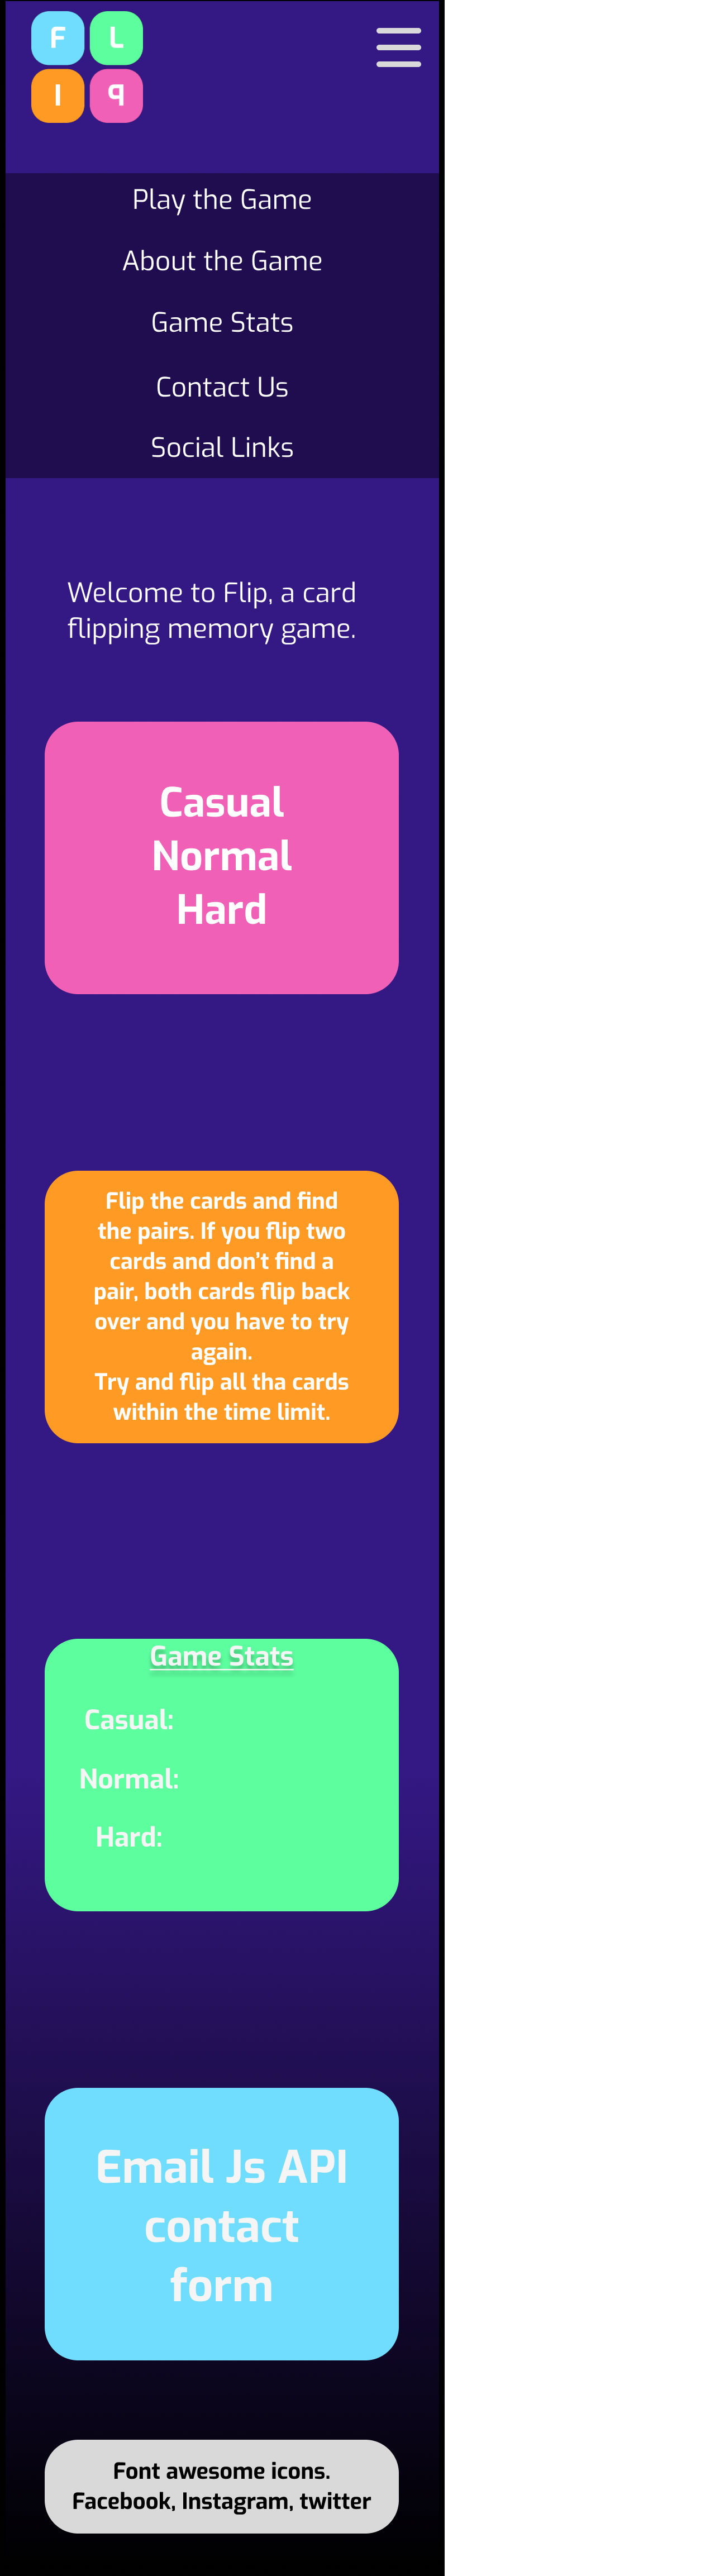 F L
I P
Play the Game
About the Game
Game Stats
Contact Us
Social Links
Welcome to Flip, a card
flipping memory game.
Casual
Normal
Hard
Flip the cards and find
the pairs. If you flip two
cards and don’t find a
pair, both cards flip back
over and you have to try
again.
Try and flip all tha cards
within the time limit.
Game Stats
Casual:
Normal:
Hard:
Email Js API
contact
form
Font awesome icons.
Facebook, Instagram, twitter